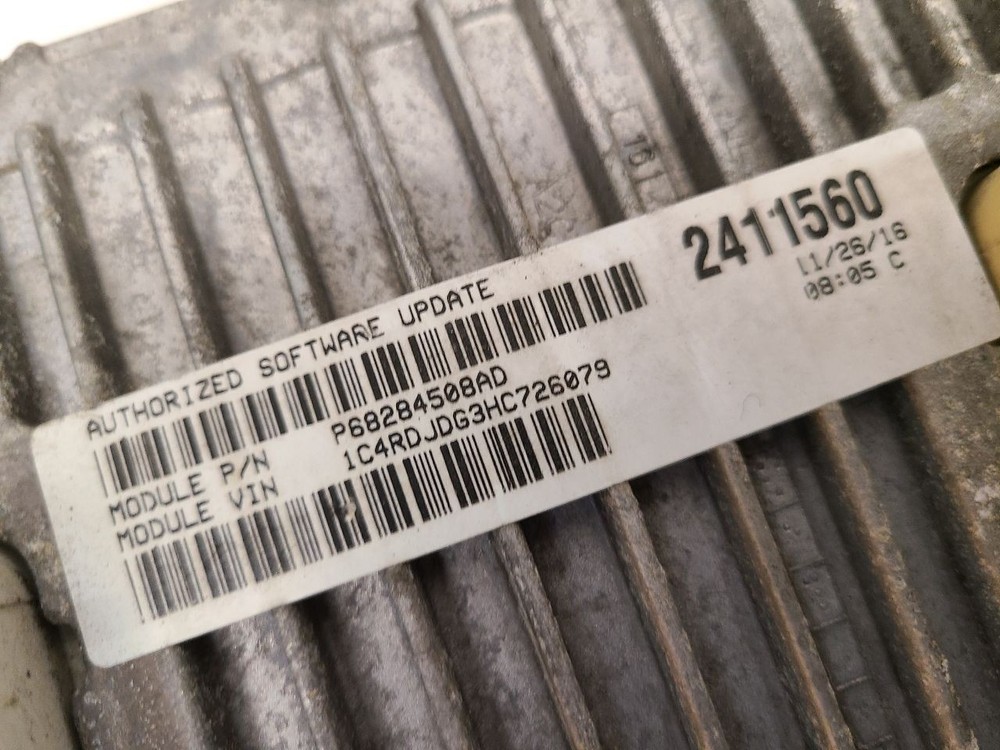 AUTHORIZED SOFTWARE UPDATE
MODULE P/N P68284508AD
MODULE VIN 1C4RDJDG3HC726079
2411560
11/26/16
08:05 C